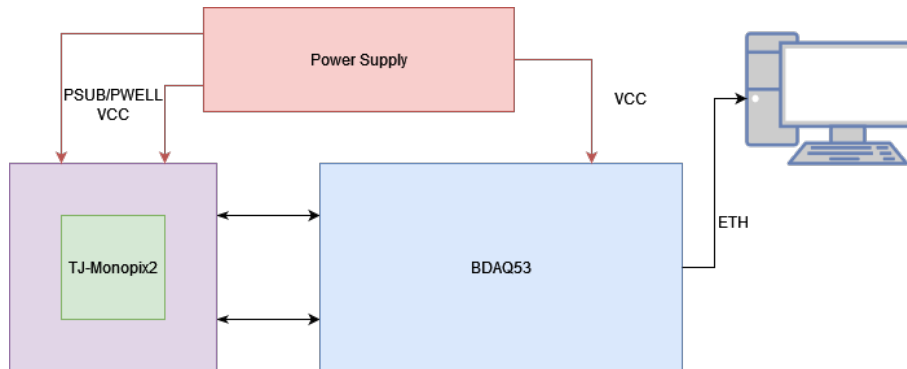 Power Supply
PSUB/PWELL
VCC
VCC
ETH
TJ-Monopix2
BDAQ53